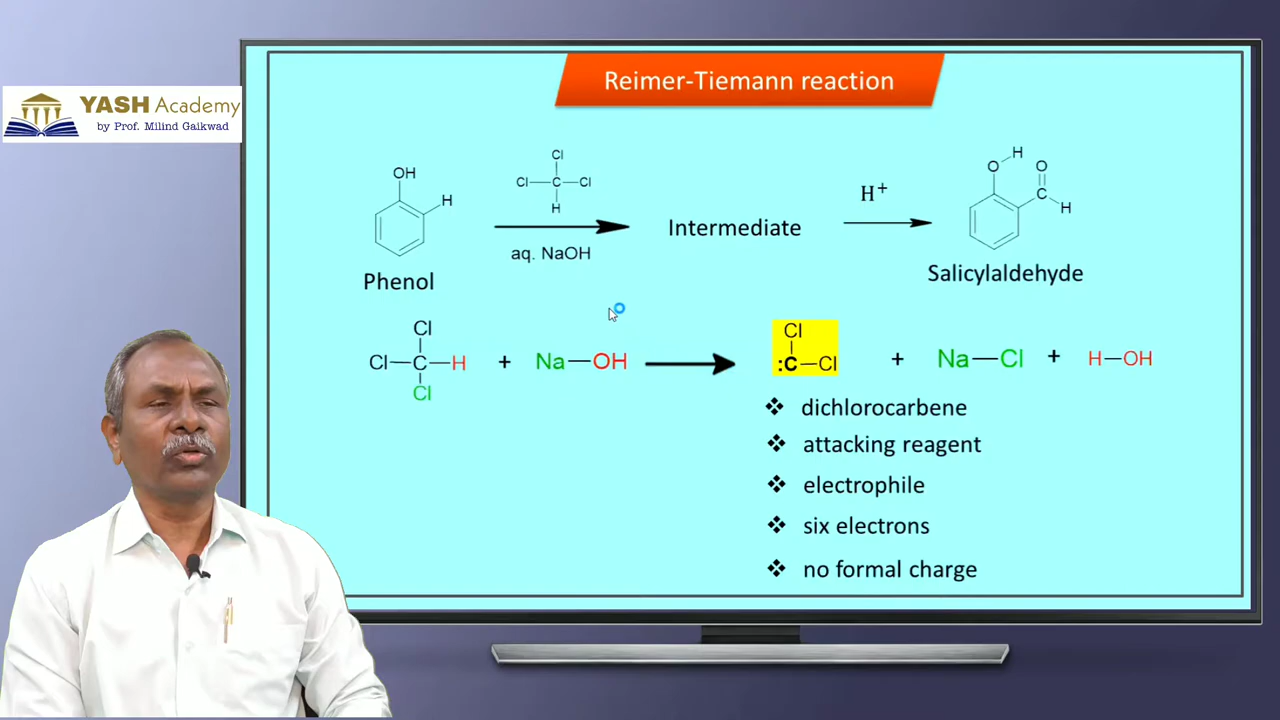 YASH Academy
by Prof. Milind Gaikwad
Reimer-Tiemann reaction
OH
H
Phenol
Cl
Cl—C—Cl
H
aq. NaOH
Intermediate
H⁺
O H O
C
H
Salicylaldehyde
Cl
Cl—C—H
Cl
+
Na—OH
Cl
:C—Cl
+
Na—Cl
+
H—OH
dichlorocarbene
attacking reagent
electrophile
six electrons
no formal charge